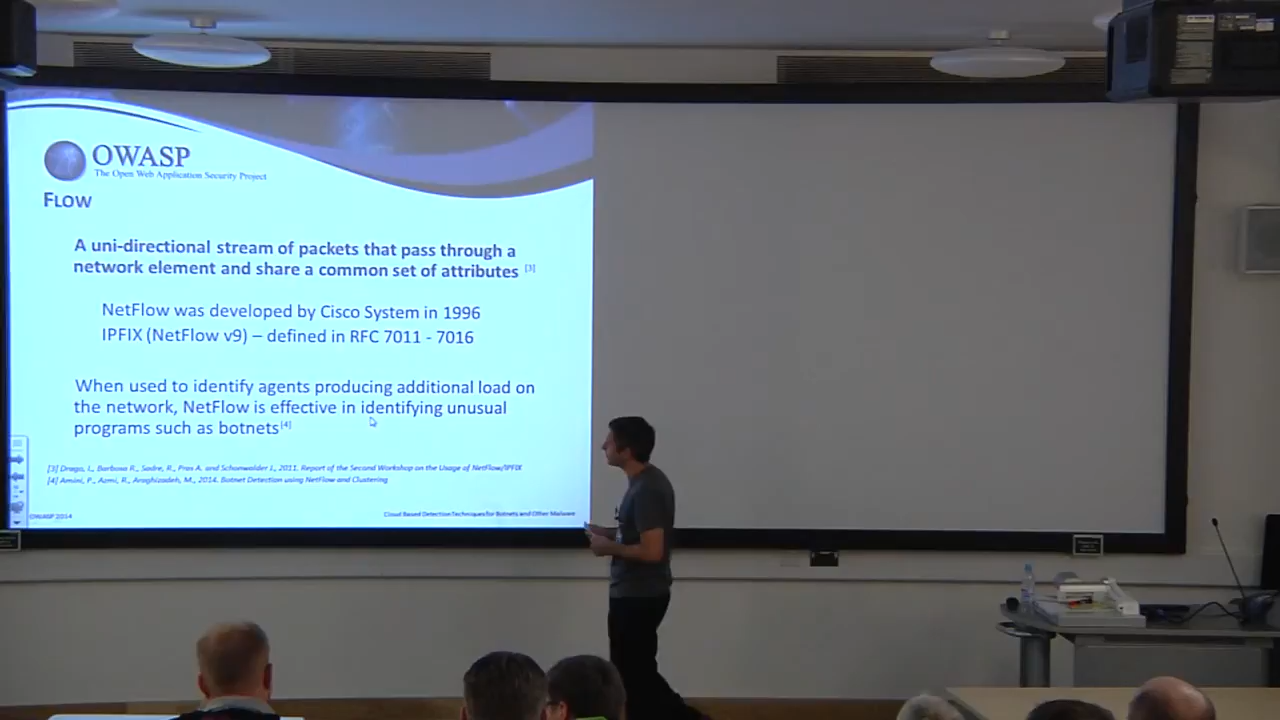 OWASP
The Open Web Application Security Project
FLOW
A uni-directional stream of packets that pass through a
network element and share a common set of attributes [3]
NetFlow was developed by Cisco System in 1996
IPFIX (NetFlow v9) – defined in RFC 7011 - 7016
When used to identify agents producing additional load on
the network, NetFlow is effective in identifying unusual
programs such as botnets[4]
[3] Drago, I., Barbosa R., Sadre, R., Pras A. and Schonwalder J., 2011. Report of the Second Workshop on the Usage of NetFlow/IPFIX
[4] Amini, P., Azmi, R., Araghizadeh, M., 2014. Botnet Detection using NetFlow and Clustering
OWASP 2014
Cloud Based Detection Techniques for Botnets and Other Malware